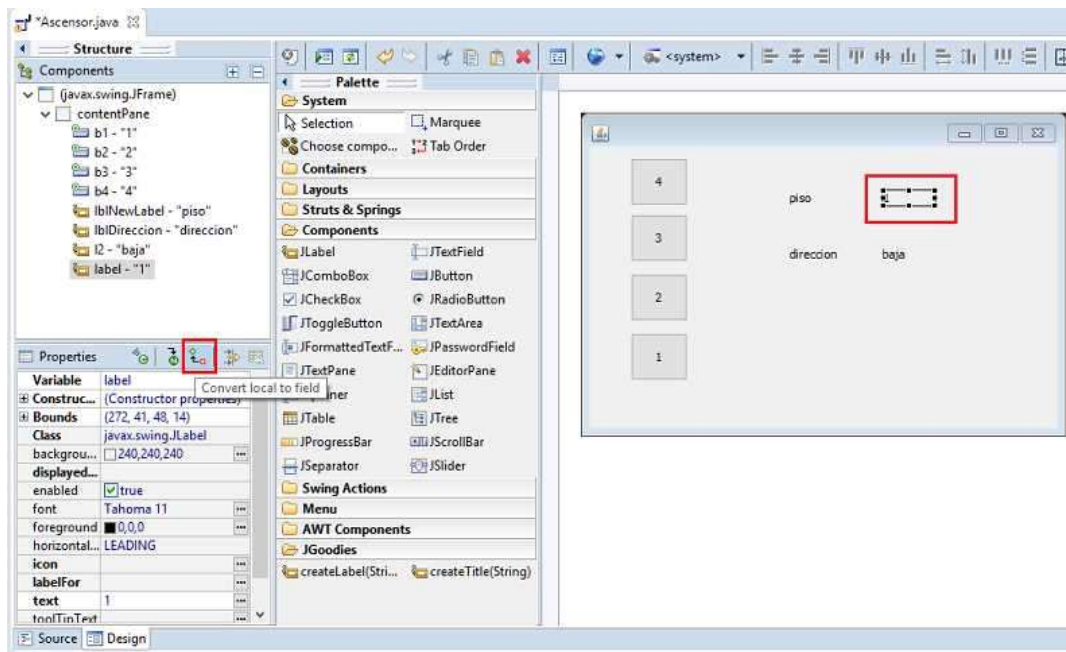 *Ascensor.java
Structure
Components
(javax.swing.JFrame)
contentPane
b1 - "1"
b2 - "2"
b3 - "3"
b4 - "4"
lblNewLabel - "piso"
lblDireccion - "direccion"
l2 - "baja"
label - "1"
Properties
Convert local to field
Variable label
Construc... (Constructor properties)
Bounds (272, 41, 48, 14)
Class javax.swing.JLabel
backgrou... 240,240,240
displayed...
enabled true
font Tahoma 11
foreground 0,0,0
horizontal... LEADING
icon
labelFor
text 1
toolTipText
Source Design
Palette
System
Selection Marquee
Choose compo... Tab Order
Containers
Layouts
Struts & Springs
Components
JLabel JTextField
JComboBox JButton
JCheckBox JRadioButton
JToggleButton JTextArea
JFormattedTextF... JPasswordField
JTextPane JEditorPane
JList
JTable JTree
JProgressBar JScrollBar
JSeparator JSlider
Swing Actions
Menu
AWT Components
JGoodies
createLabel(Stri... createTitle(String)
<system>
4
piso 1
3
direccion baja
2
1